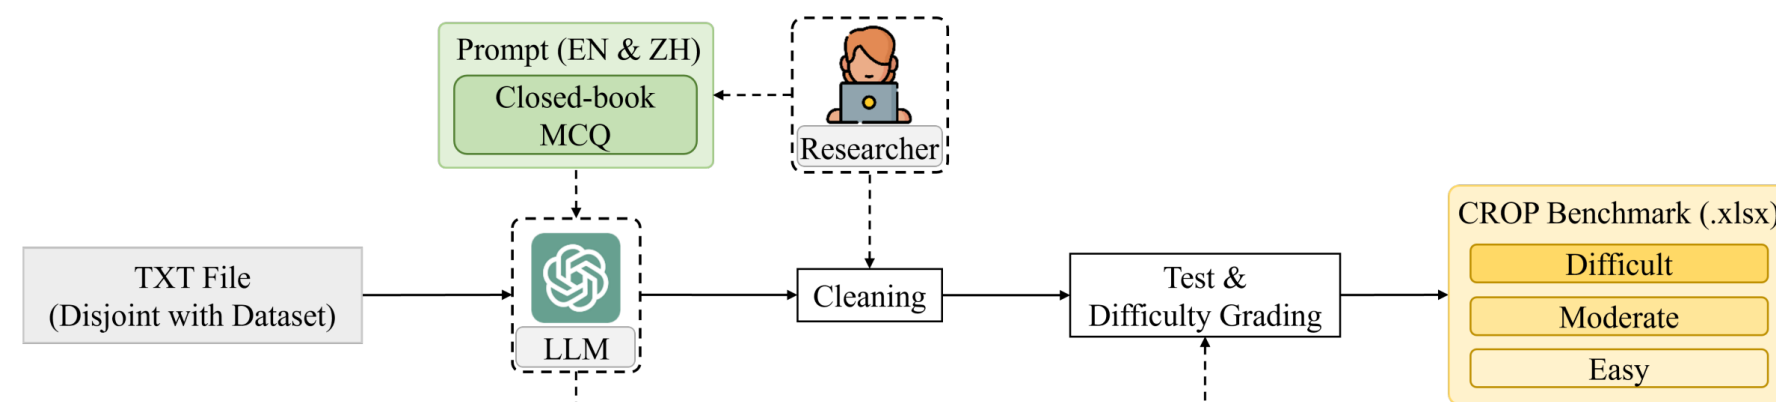 Prompt (EN & ZH)
Closed-book
MCQ
Researcher
TXT File
(Disjoint with Dataset)
LLM
Cleaning
Test &
Difficulty Grading
CROP Benchmark (.xlsx)
Difficult
Moderate
Easy